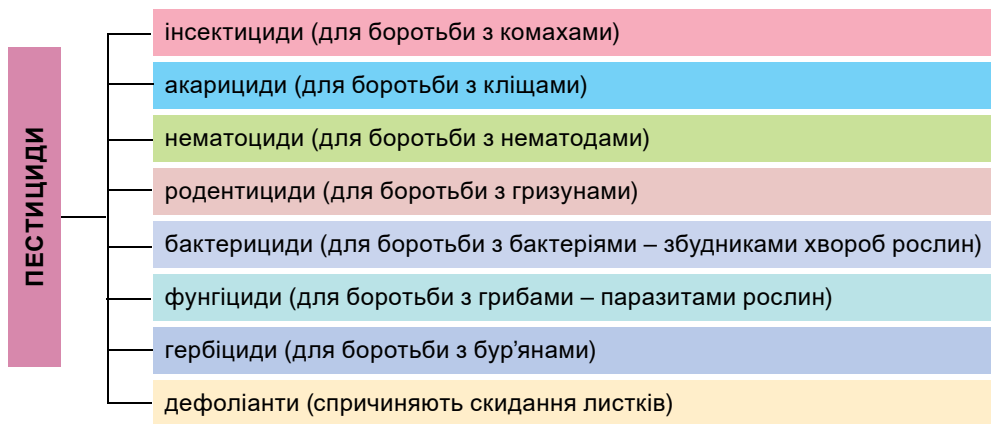 ПЕСТИЦИДИ
інсектициди (для боротьби з комахами)
акарициди (для боротьби з кліщами)
нематоциди (для боротьби з нематодами)
родентициди (для боротьби з гризунами)
бактерициди (для боротьби з бактеріями – збудниками хвороб рослин)
фунгіциди (для боротьби з грибами – паразитами рослин)
гербіциди (для боротьби з бур’янами)
дефоліанти (спричиняють скидання листків)